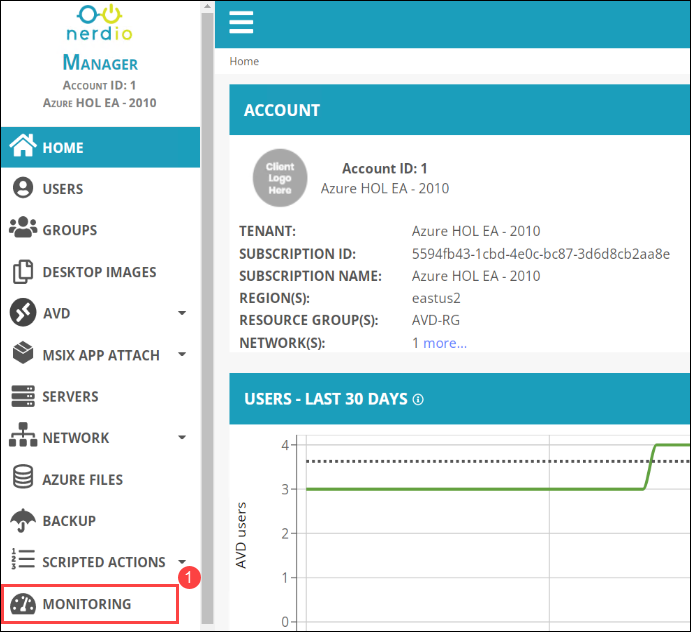 nerdio
Manager
Account ID: 1
Azure HOL EA - 2010
HOME
USERS
GROUPS
DESKTOP IMAGES
AVD
MSIX APP ATTACH
SERVERS
NETWORK
AZURE FILES
BACKUP
SCRIPTED ACTIONS
1
MONITORING
Home
ACCOUNT
Client
Logo
Here
Account ID: 1
Azure HOL EA - 2010
TENANT: Azure HOL EA - 2010
SUBSCRIPTION ID: 5594fb43-1cbd-4e0c-bc87-3d6d8cb2aa8e
SUBSCRIPTION NAME: Azure HOL EA - 2010
REGION(S): eastus2
RESOURCE GROUP(S): AVD-RG
NETWORK(S): 1 more...
USERS - LAST 30 DAYS
AVD users
4
3
2
1
0